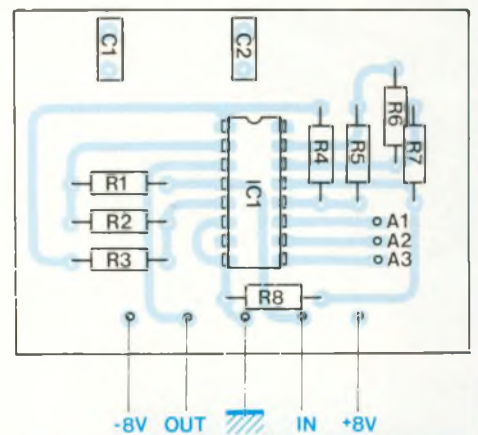 C1
C2
R6
R4
R5
R7
IC1
R1
R2
R3
A1
A2
A3
R8
-8V OUT IN +8V